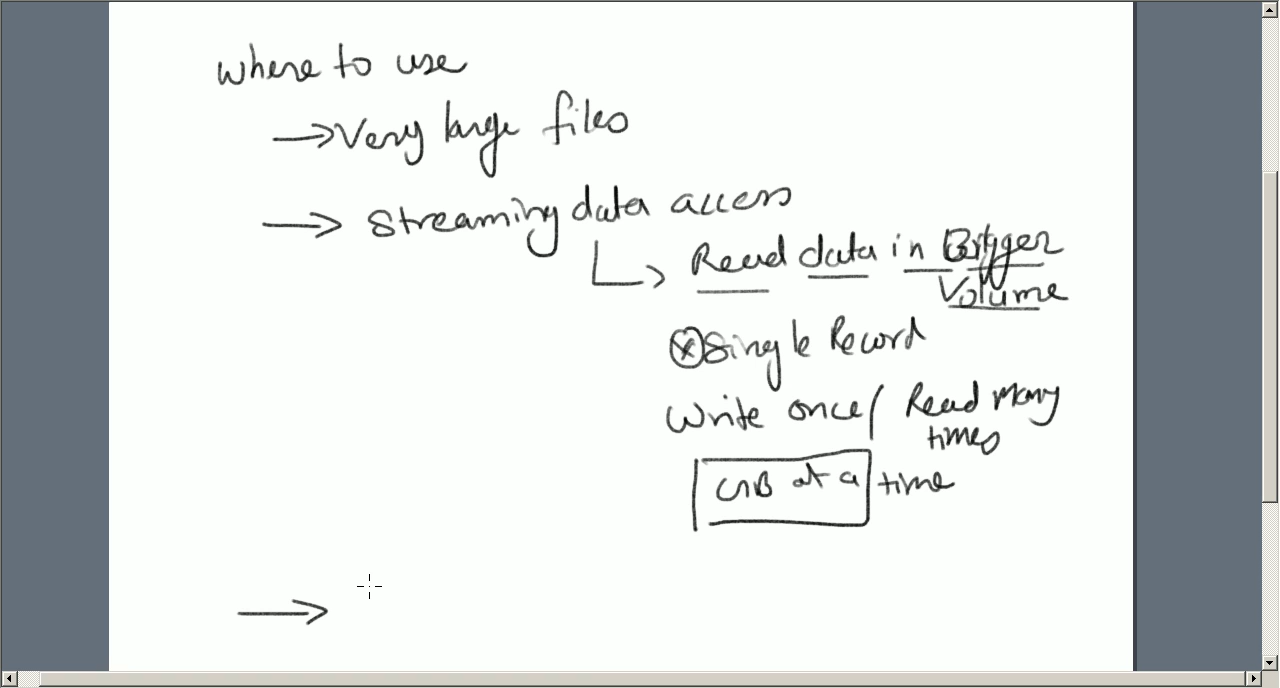 where to use
→ Very large files
→ Streaming data access
Read data in Bigger
Volume
Single Record
Write once / Read Many
times
GB at a time
→